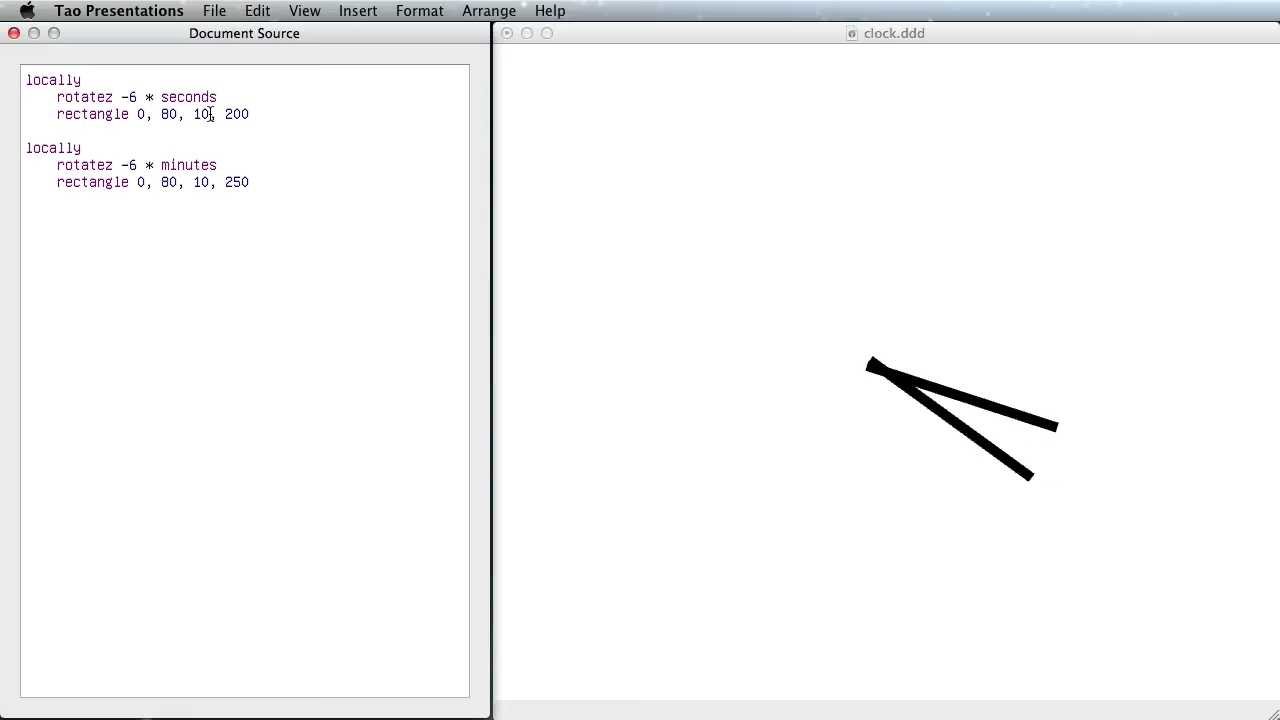 Tao Presentations File Edit View Insert Format Arrange Help
Document Source
clock.ddd
locally
    rotatez -6 * seconds
    rectangle 0, 80, 10, 200

locally
    rotatez -6 * minutes
    rectangle 0, 80, 10, 250